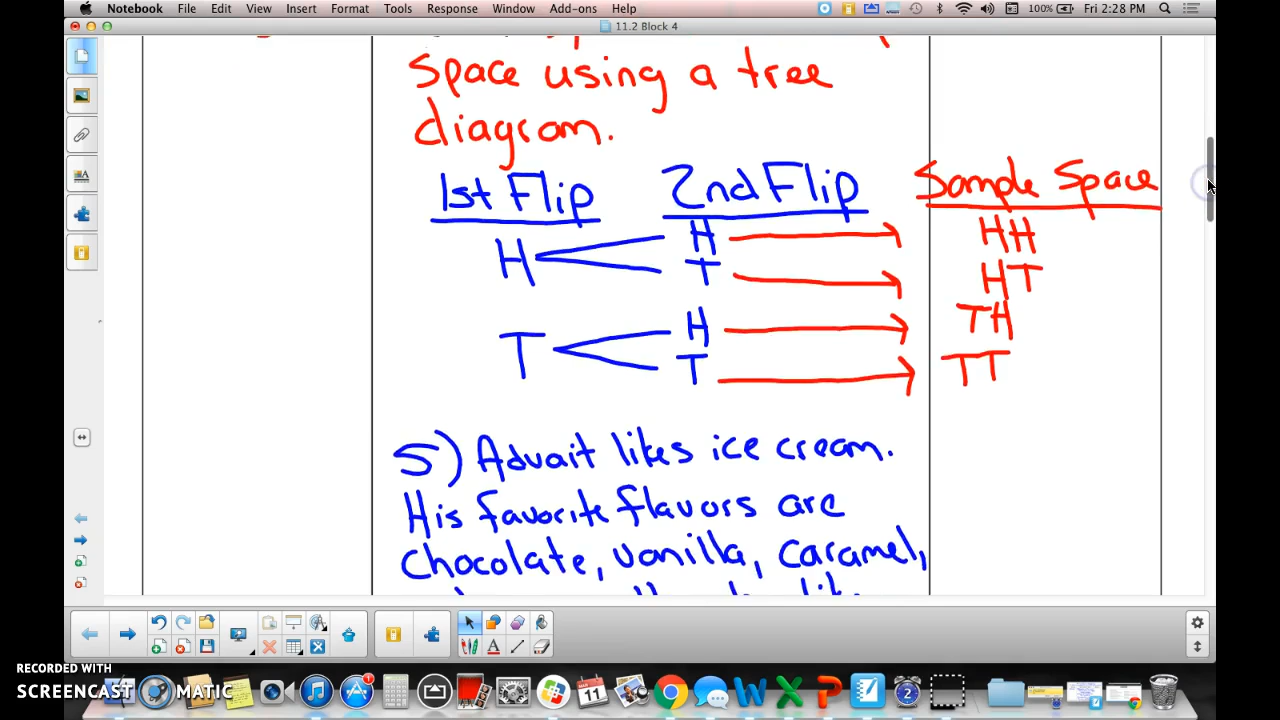 Notebook File Edit View Insert Format Tools Response Window Add-ons Help 100% Fri 2:28 PM
11.2 Block 4
space using a tree
diagram.
1st Flip 2nd Flip Sample Space
H H HH
T HT
T H TH
T TT
5) Advait likes ice cream.
His favorite flavors are
chocolate, vanilla, caramel,
RECORDED WITH
SCREENCAST MATIC